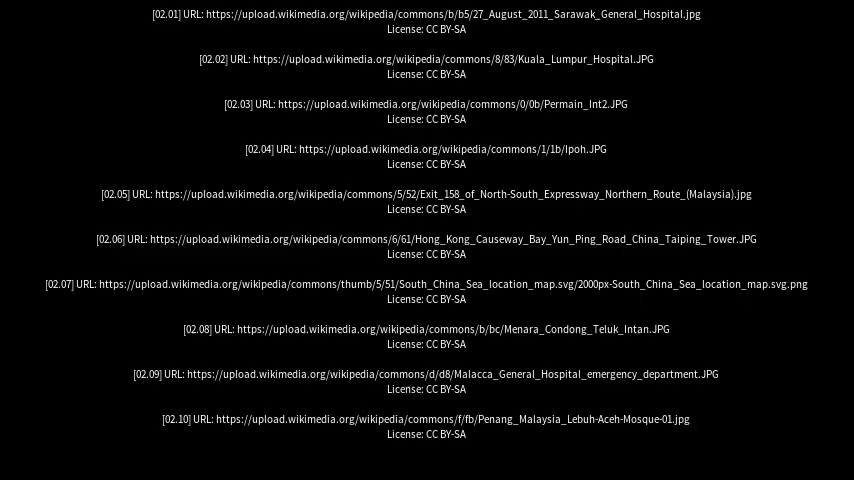 [02.01] URL: https://upload.wikimedia.org/wikipedia/commons/b/b5/27_August_2011_Sarawak_General_Hospital.jpg
License: CC BY-SA
[02.02] URL: https://upload.wikimedia.org/wikipedia/commons/8/83/Kuala_Lumpur_Hospital.JPG
License: CC BY-SA
[02.03] URL: https://upload.wikimedia.org/wikipedia/commons/0/0b/Permain_Int2.JPG
License: CC BY-SA
[02.04] URL: https://upload.wikimedia.org/wikipedia/commons/1/1b/Ipoh.JPG
License: CC BY-SA
[02.05] URL: https://upload.wikimedia.org/wikipedia/commons/5/52/Exit_158_of_North-South_Expressway_Northern_Route_(Malaysia).jpg
License: CC BY-SA
[02.06] URL: https://upload.wikimedia.org/wikipedia/commons/6/61/Hong_Kong_Causeway_Bay_Yun_Ping_Road_China_Taiping_Tower.JPG
License: CC BY-SA
[02.07] URL: https://upload.wikimedia.org/wikipedia/commons/thumb/5/51/South_China_Sea_location_map.svg/2000px-South_China_Sea_location_map.svg.png
License: CC BY-SA
[02.08] URL: https://upload.wikimedia.org/wikipedia/commons/b/bc/Menara_Condong_Teluk_Intan.JPG
License: CC BY-SA
[02.09] URL: https://upload.wikimedia.org/wikipedia/commons/d/d8/Malacca_General_Hospital_emergency_department.JPG
License: CC BY-SA
[02.10] URL: https://upload.wikimedia.org/wikipedia/commons/f/fb/Penang_Malaysia_Lebuh-Aceh-Mosque-01.jpg
License: CC BY-SA